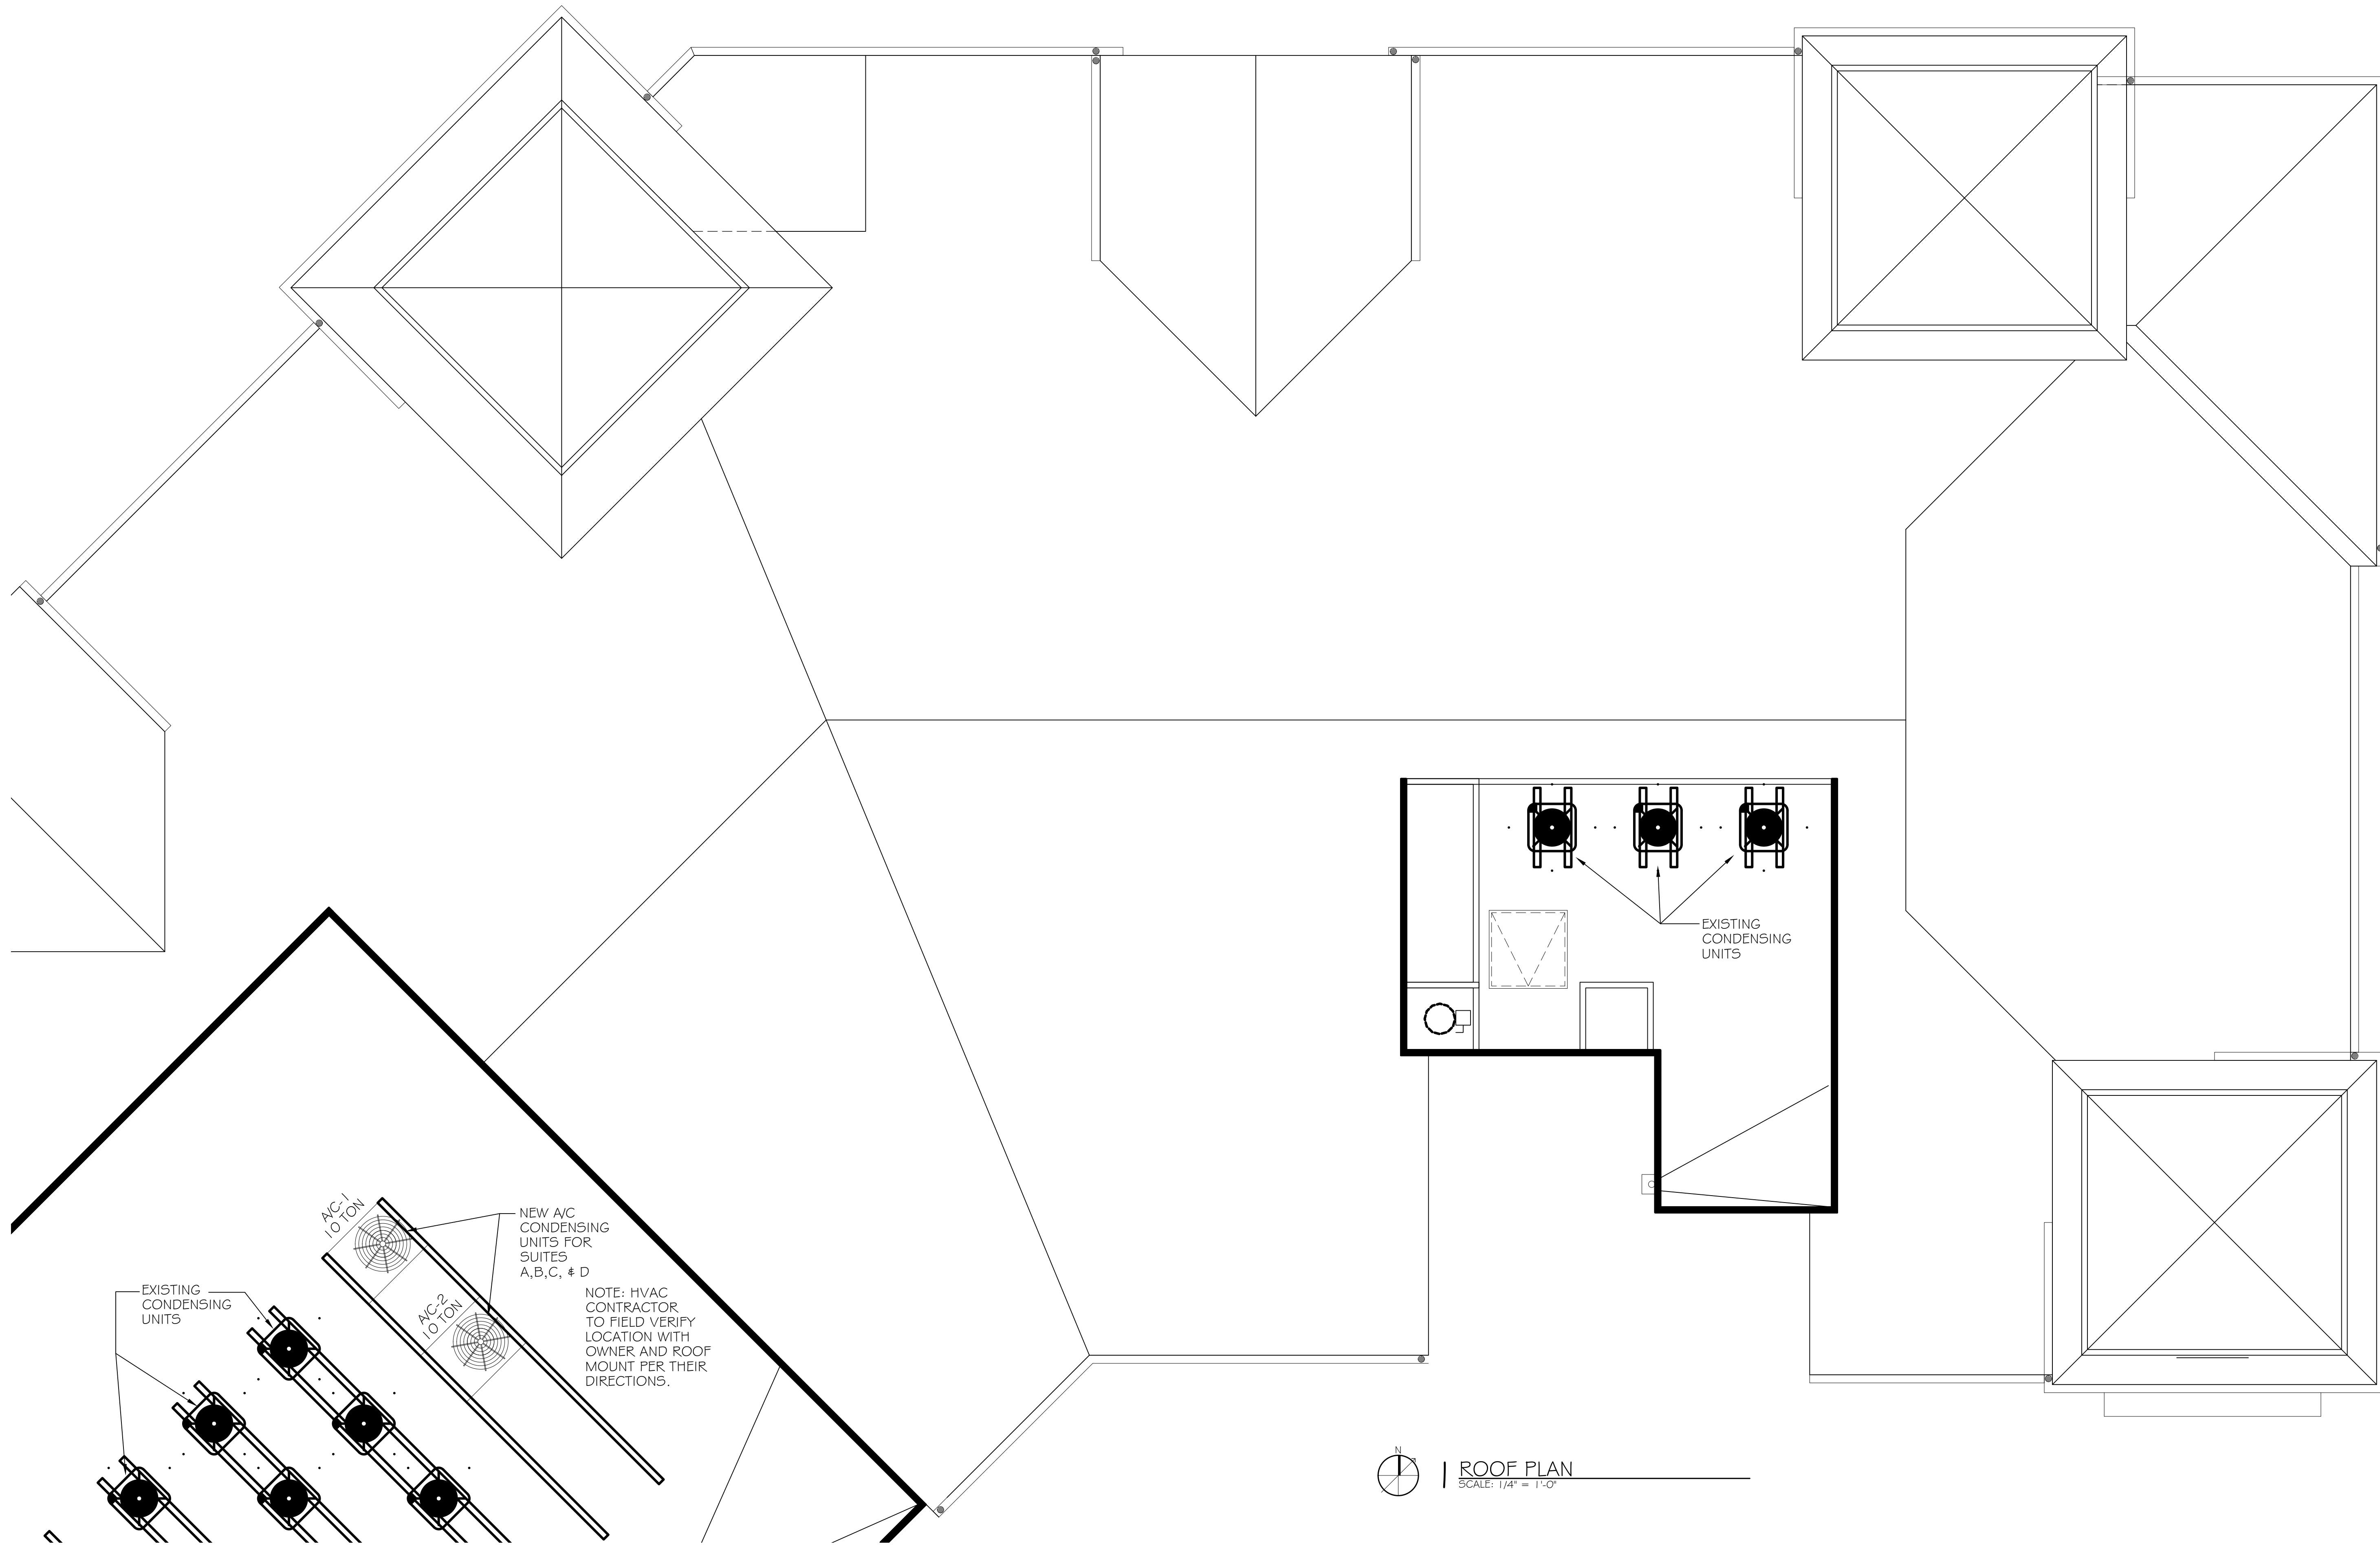 EXISTING
CONDENSING
UNITS
A/C-1
10 TON
NEW A/C
CONDENSING
UNITS FOR
SUITES
A,B,C, & D
A/C-2
10 TON
NOTE: HVAC
CONTRACTOR
TO FIELD VERIFY
LOCATION WITH
OWNER AND ROOF
MOUNT PER THEIR
DIRECTIONS.
EXISTING
CONDENSING
UNITS
N
1 ROOF PLAN
SCALE: 1/4" = 1'-0"